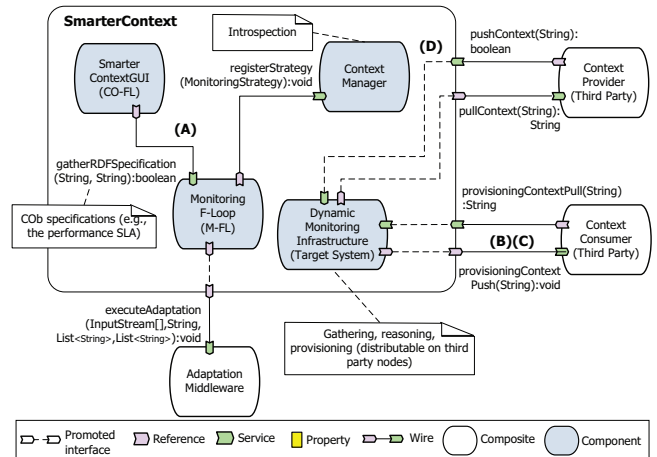 SmarterContext
Introspection
(D)
pushContext(String):
boolean
Smarter
ContextGUI
(CO-FL)
registerStrategy
(MonitoringStrategy):void
Context
Manager
Context
Provider
(Third Party)
pullContext(String):
String
(A)
gatherRDFSpecification
(String, String):boolean
Monitoring
F-Loop
(M-FL)
COb specifications (e.g.,
the performance SLA)
Dynamic
Monitoring
Infrastructure
(Target System)
provisioningContextPull(String)
:String
(B)(C)
Context
Consumer
(Third Party)
provisioningContext
Push(String):void
executeAdaptation
(InputStream[],String,
List<String>,List<String>):void
Gathering, reasoning,
provisioning (distributable on third
party nodes)
Adaptation
Middleware
Promoted
interface
Reference
Service
Property
Wire
Composite
Component